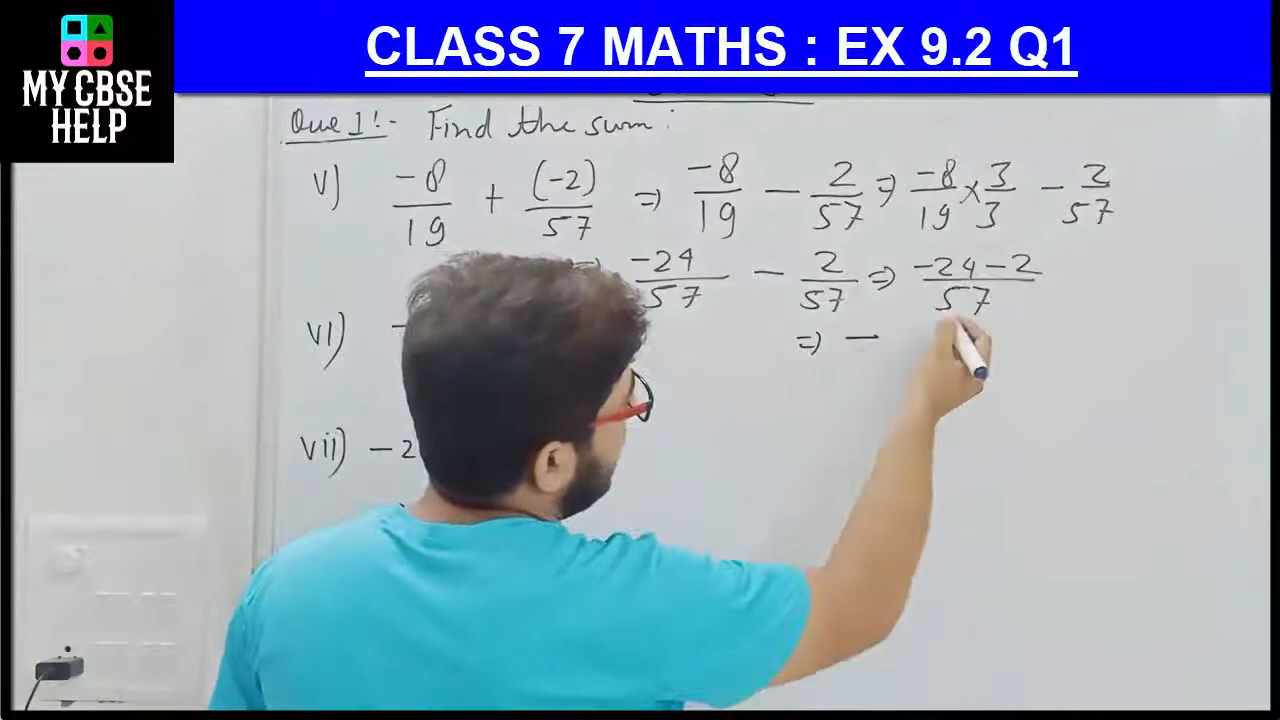 CLASS 7 MATHS : EX 9.2 Q1
MY CBSE
HELP
Que 1:- Find the sum:
v) -8/19 + (-2)/57 => -8/19 - 2/57 => -8/19 × 3/3 - 2/57
=> -24/57 - 2/57 => -24-2/57
vi) - => -
vii) -2